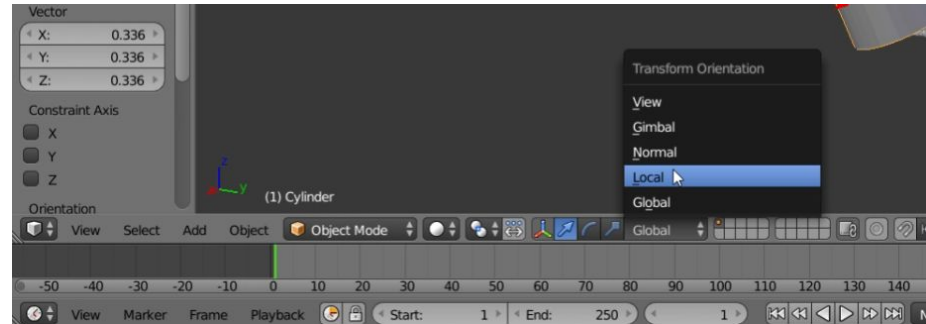 Vector
X: 0.336
Y: 0.336
Z: 0.336
Constraint Axis
X
Y
Z
Orientation
z
y
(1) Cylinder
Transform Orientation
View
Gimbal
Normal
Local
Global
View Select Add Object Object Mode Global
-50 -40 -30 -20 -10 0 10 20 30 40 50 60 70 80 90 100 110 120 130 140
View Marker Frame Playback Start: 1 End: 250 1